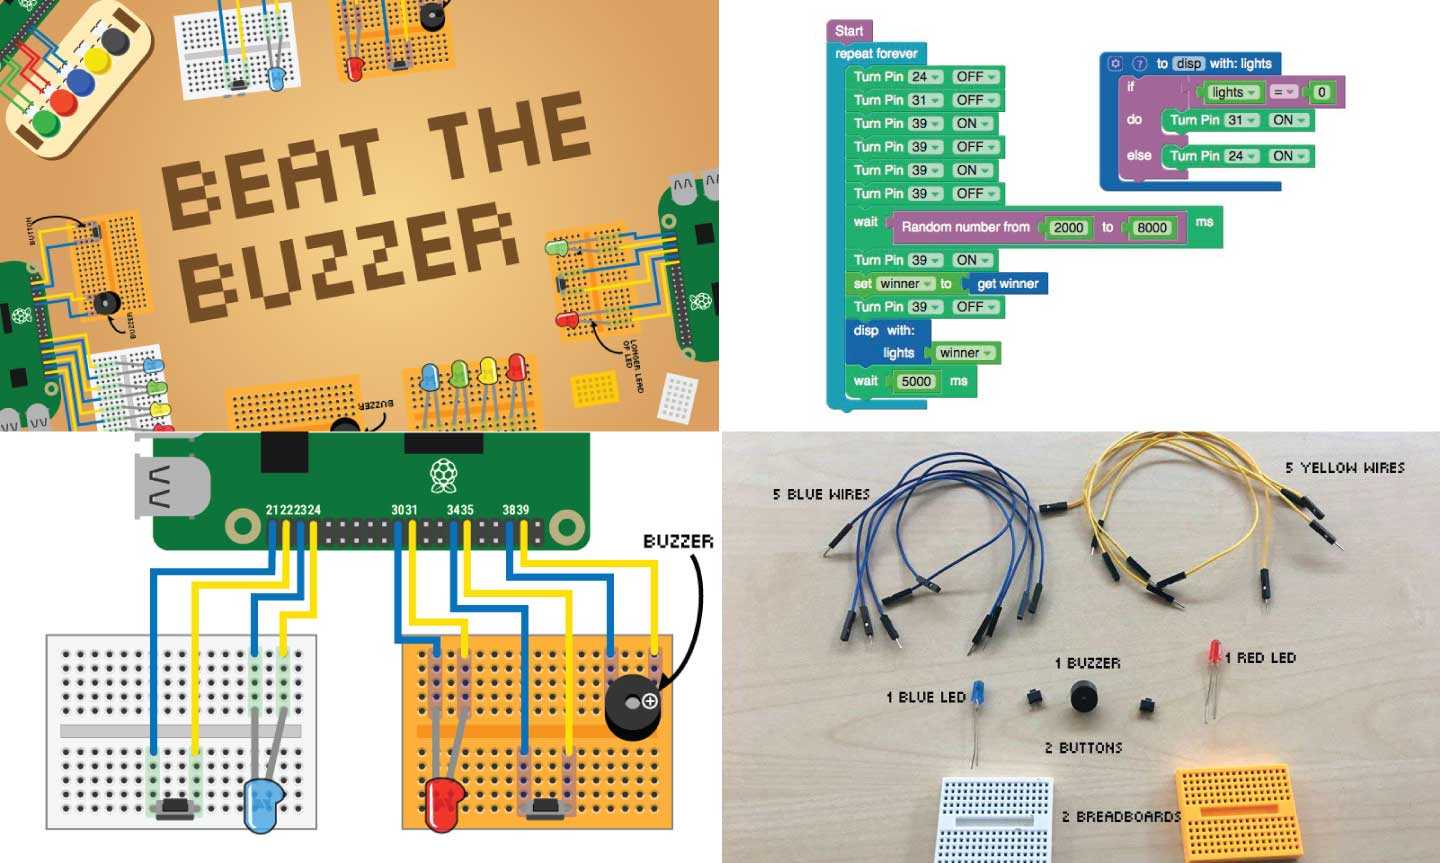 BEAT THE
BUZZER
BUTTON
BUZZER
LONGER LEAD
OF LED
BUZZER
Start
repeat forever
Turn Pin 24 OFF
Turn Pin 31 OFF
Turn Pin 39 ON
Turn Pin 39 OFF
Turn Pin 39 ON
Turn Pin 39 OFF
wait Random number from 2000 to 8000 ms
Turn Pin 39 ON
set winner to get winner
Turn Pin 39 OFF
disp with:
lights winner
wait 5000 ms
? to disp with: lights
if lights = 0
do Turn Pin 31 ON
else Turn Pin 24 ON
21 22 23 24 30 31 34 35 38 39
BUZZER
5 BLUE WIRES
5 YELLOW WIRES
1 BUZZER
1 RED LED
1 BLUE LED
2 BUTTONS
2 BREADBOARDS